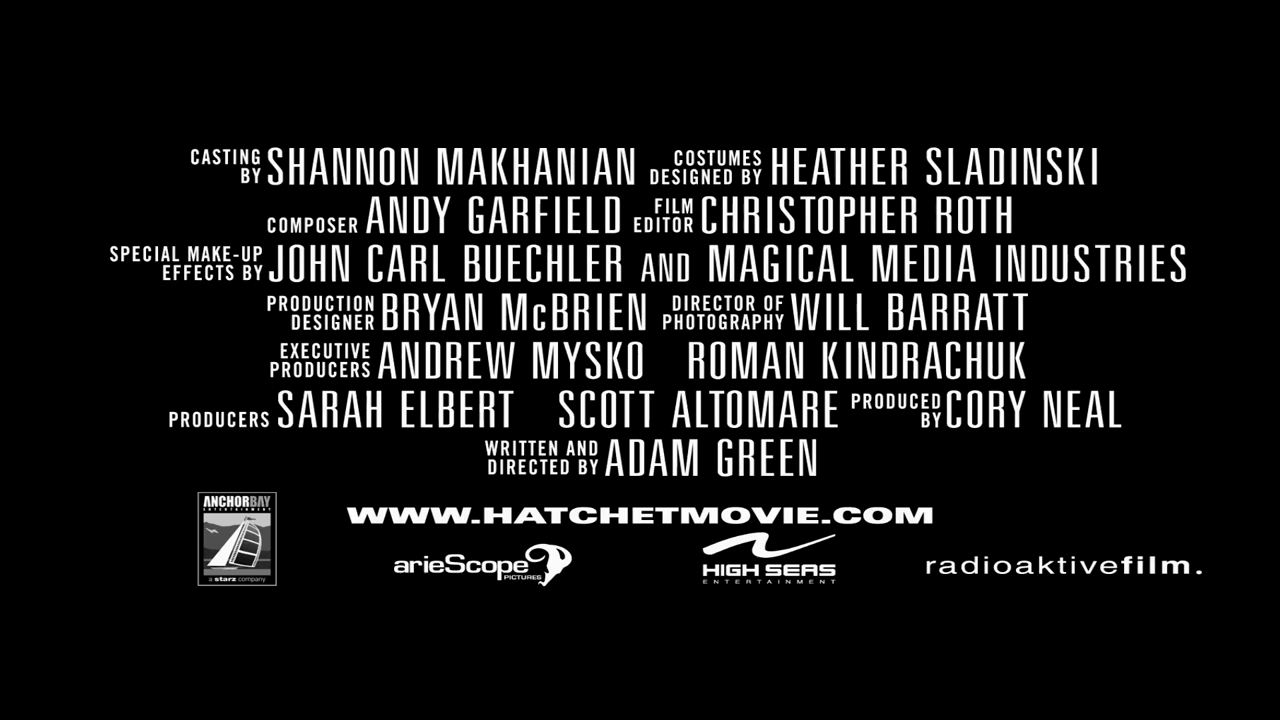 CASTING BY SHANNON MAKHANIAN COSTUMES DESIGNED BY HEATHER SLADINSKI
COMPOSER ANDY GARFIELD FILM EDITOR CHRISTOPHER ROTH
SPECIAL MAKE-UP EFFECTS BY JOHN CARL BUECHLER AND MAGICAL MEDIA INDUSTRIES
PRODUCTION DESIGNER BRYAN McBRIEN DIRECTOR OF PHOTOGRAPHY WILL BARRATT
EXECUTIVE PRODUCERS ANDREW MYSKO ROMAN KINDRACHUK
PRODUCERS SARAH ELBERT SCOTT ALTOMARE PRODUCED BY CORY NEAL
WRITTEN AND DIRECTED BY ADAM GREEN
WWW.HATCHETMOVIE.COM
ANCHORBAY
ENTERTAINMENT
a starz company
arieScope
PICTURES
HIGH SEAS
ENTERTAINMENT
radioaktivefilm.